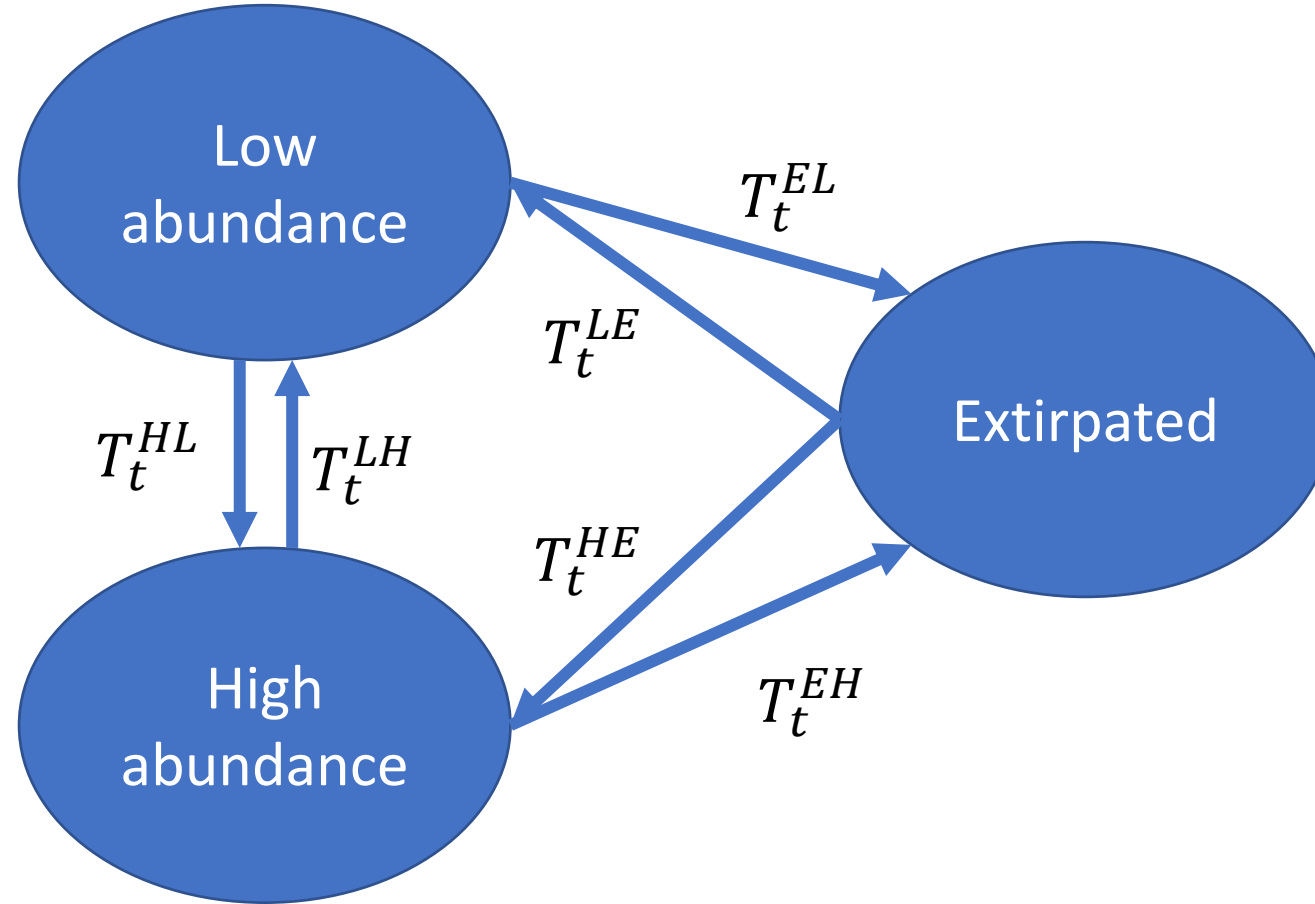 Low
abundance
T_t^{EL}
T_t^{LE}
Extirpated
T_t^{HL}
T_t^{LH}
T_t^{HE}
High
abundance
T_t^{EH}